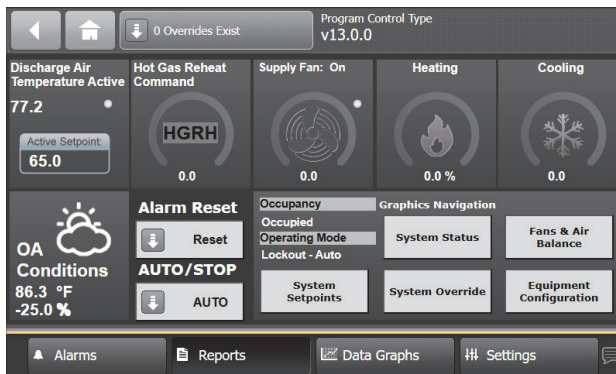 0 Overrides Exist
Program Control Type
v13.0.0
Discharge Air
Temperature Active
77.2
Active Setpoint:
65.0
Hot Gas Reheat
Command
HGRH
0.0
Supply Fan: On
0.0
Heating
0.0 %
Cooling
0.0
OA
Conditions
86.3 °F
-25.0 %
Alarm Reset
Reset
AUTO/STOP
AUTO
Occupancy
Occupied
Operating Mode
Lockout - Auto
System
Setpoints
Graphics Navigation
System Status
Fans & Air
Balance
System Override
Equipment
Configuration
Alarms
Reports
Data Graphs
Settings